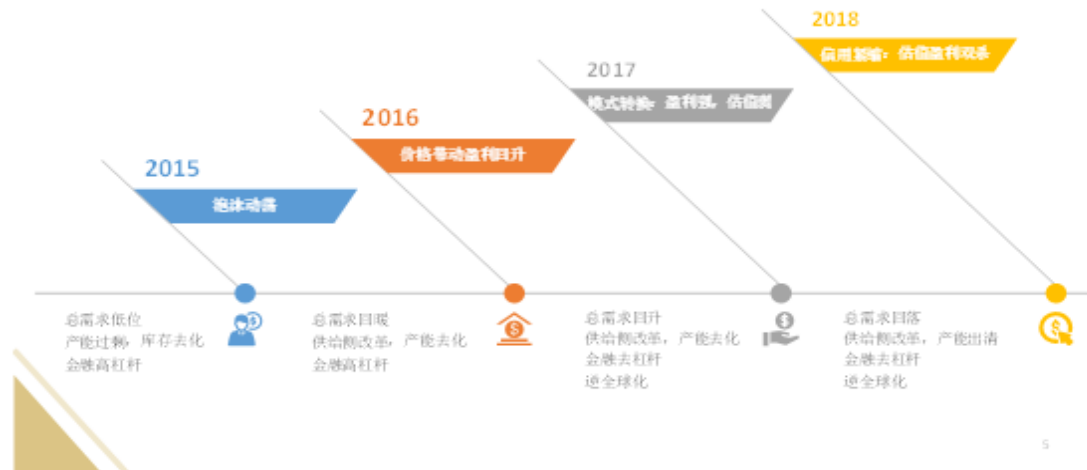 2015
泡沫动荡
总需求低位
产能过剩，库存去化
金融高杠杆
2016
价格带动盈利回升
总需求回暖
供给侧改革，产能去化
金融高杠杆
2017
模式转换：盈利强，估值
总需求回升
供给侧改革，产能去化
金融去杠杆
逆全球化
2018
信用紧缩：估值盈利双杀
总需求回落
供给侧改革，产能出清
金融去杠杆
逆全球化
5